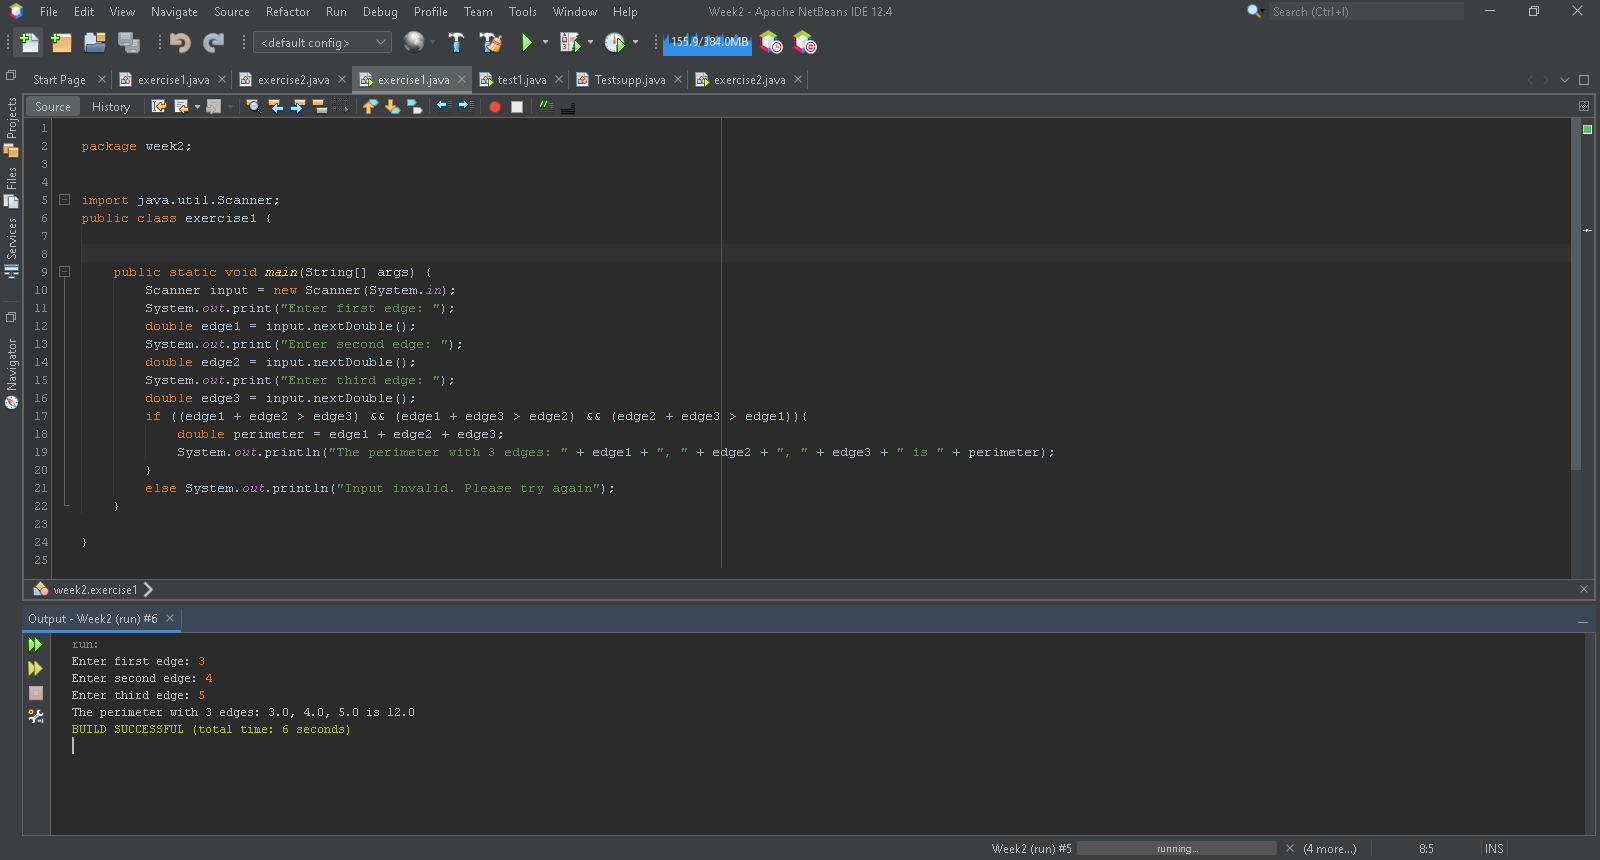 File Edit View Navigate Source Refactor Run Debug Profile Team Tools Window Help Week2 - Apache NetBeans IDE 12.4 Search (Ctrl+I)
<default config> 155.9/384.0MB
Start Page exercise1.java exercise2.java exercise1.java test1.java Testsupp.java exercise2.java
Source History
Projects
Files
Services
Navigator
1
2 package week2;
3
4
5 import java.util.Scanner;
6 public class exercise1 {
7
8
9 public static void main(String[] args) {
10 Scanner input = new Scanner(System.in);
11 System.out.print("Enter first edge: ");
12 double edge1 = input.nextDouble();
13 System.out.print("Enter second edge: ");
14 double edge2 = input.nextDouble();
15 System.out.print("Enter third edge: ");
16 double edge3 = input.nextDouble();
17 if ((edge1 + edge2 > edge3) && (edge1 + edge3 > edge2) && (edge2 + edge3 > edge1)){
18 double perimeter = edge1 + edge2 + edge3;
19 System.out.println("The perimeter with 3 edges: " + edge1 + ", " + edge2 + ", " + edge3 + " is " + perimeter);
20 }
21 else System.out.println("Input invalid. Please try again");
22 }
23
24 }
25
week2.exercise1
Output - Week2 (run) #6
run:
Enter first edge: 3
Enter second edge: 4
Enter third edge: 5
The perimeter with 3 edges: 3.0, 4.0, 5.0 is 12.0
BUILD SUCCESSFUL (total time: 6 seconds)
Week2 (run) #5 running... (4 more...) 8:5 INS